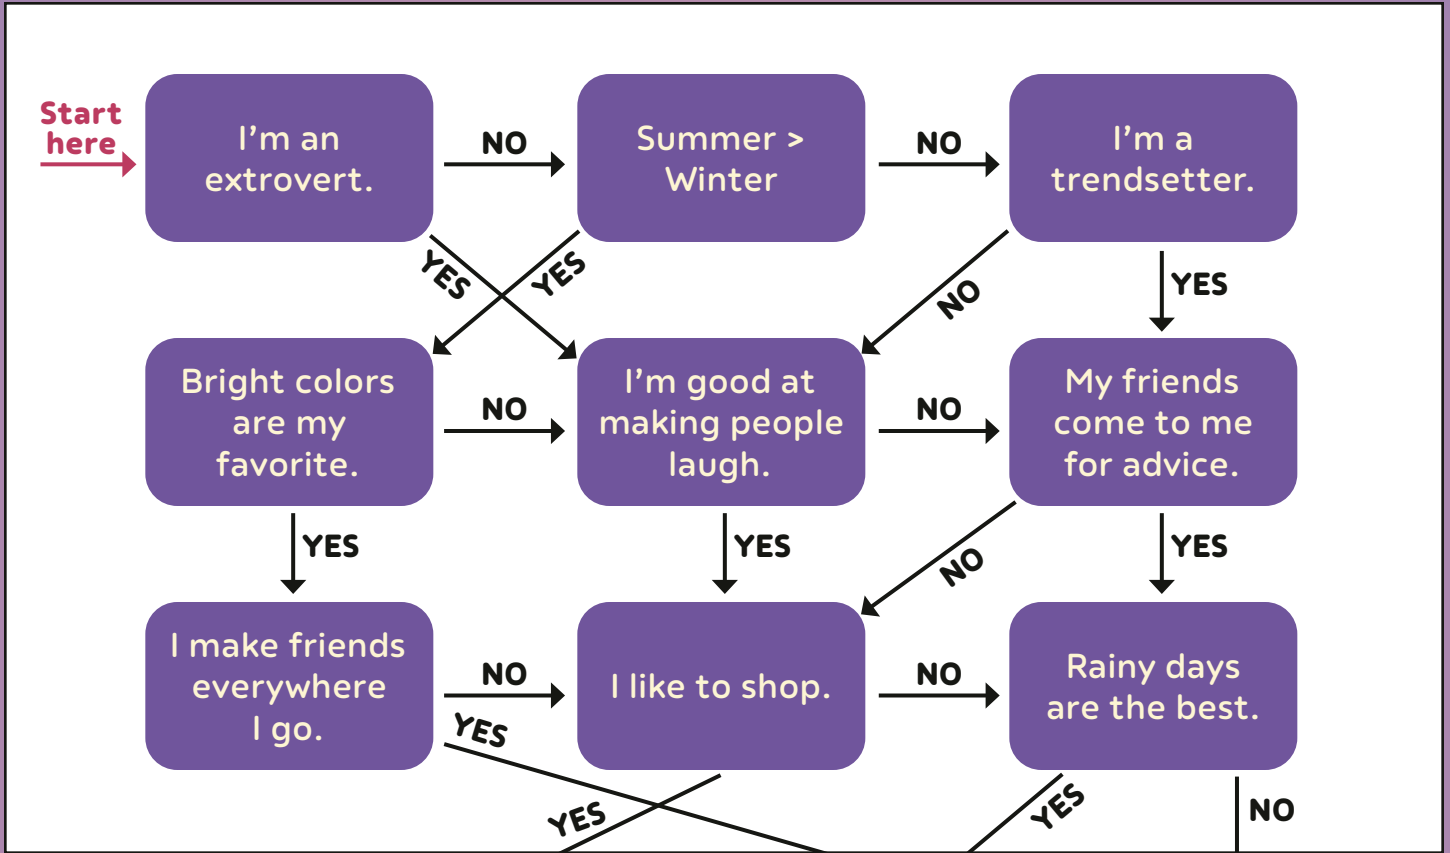 Start
here
I'm an
extrovert.
NO
Summer >
Winter
NO
I'm a
trendsetter.
YES
YES
NO
YES
Bright colors
are my
favorite.
NO
I'm good at
making people
laugh.
NO
My friends
come to me
for advice.
YES
YES
NO
YES
I make friends
everywhere
I go.
NO
YES
I like to shop.
NO
Rainy days
are the best.
YES
YES
NO